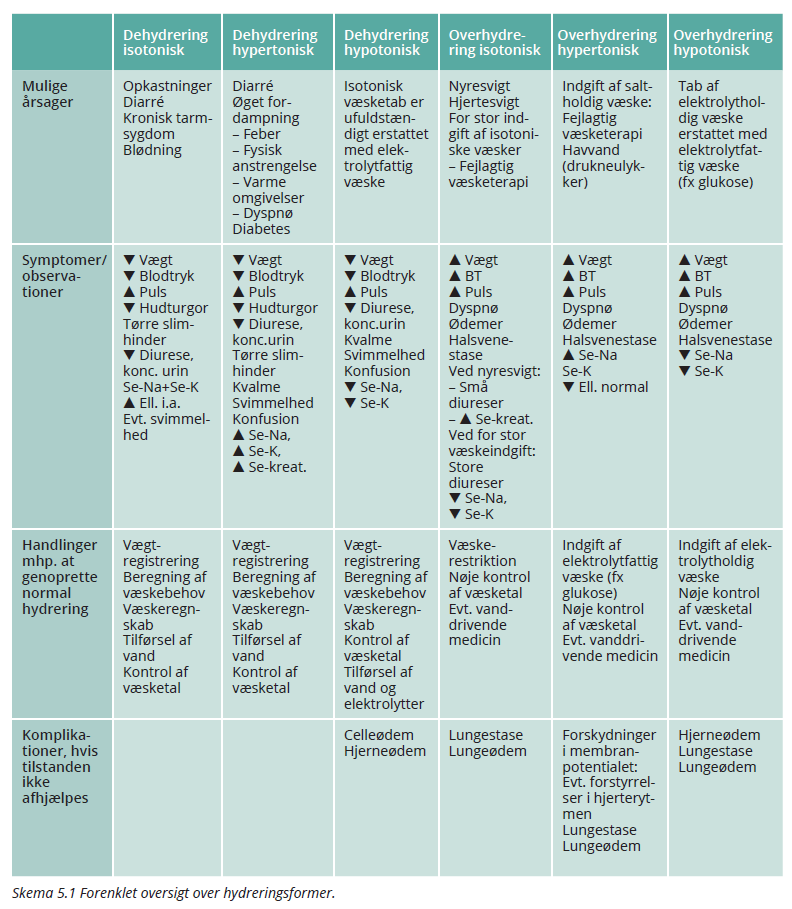 Dehydrering
isotonisk
Dehydrering
hypertonisk
Dehydrering
hypotonisk
Overhydre-
ring isotonisk
Overhydrering
hypertonisk
Overhydrering
hypotonisk
Mulige
årsager
Opkastninger
Diarré
Kronisk tarm-
sygdom
Blødning
Diarré
Øget for-
dampning
– Feber
– Fysisk
anstrengelse
– Varme
omgivelser
– Dyspnø
Diabetes
Isotonisk
væsketab er
ufuldstæn-
digt erstattet
med elek-
trolytfattig
væske
Nyresvigt
Hjertesvigt
For stor ind-
gift af isotoni-
ske væsker
– Fejlagtig
væsketerapi
Indgift af salt-
holdig væske:
Fejlagtig
væsketerapi
Havvand
(drukneulyk-
ker)
Tab af
elektrolythol-
dig væske
erstattet med
elektrolytfat-
tig væske
(fx glukose)
Symptomer/
observa-
tioner
▼ Vægt
▼ Blodtryk
▲ Puls
▼ Hudturgor
Tørre slim-
hinder
▼ Diurese,
konc. urin
Se-Na+Se-K
▲ Ell. i.a.
Evt. svimmel-
hed
▼ Vægt
▼ Blodtryk
▲ Puls
▼ Hudturgor
▼ Diurese,
konc.urin
Tørre slim-
hinder
Kvalme
Svimmelhed
Konfusion
▲ Se-Na,
▲ Se-K,
▲ Se-kreat.
▼ Vægt
▼ Blodtryk
▲ Puls
▼ Diurese,
konc.urin
Kvalme
Svimmelhed
Konfusion
▼ Se-Na,
▼ Se-K
▲ Vægt
▲ BT
▲ Puls
Dyspnø
Ødemer
Halsvene-
stase
Ved nyresvigt:
– Små
diureser
– ▲ Se-kreat.
Ved for stor
væskeindgift:
Store
diureser
▼ Se-Na,
▼ Se-K
▲ Vægt
▲ BT
▲ Puls
Dyspnø
Ødemer
Halsvenestase
▲ Se-Na
Se-K
▼ Ell. normal
▲ Vægt
▲ BT
▲ Puls
Dyspnø
Ødemer
Halsvenestase
▼ Se-Na
▼ Se-K
Handlinger
mhp. at
genoprette
normal
hydrering
Vægt-
registrering
Beregning af
væskebehov
Væskeregn-
skab
Tilførsel af
vand
Kontrol af
væsketal
Vægt-
registrering
Beregning af
væskebehov
Væskeregn-
skab
Tilførsel af
vand
Kontrol af
væsketal
Vægt-
registrering
Beregning af
væskebehov
Væskeregn-
skab
Kontrol af
væsketal
Tilførsel af
vand og
elektrolytter
Væske-
restriktion
Nøje kontrol
af væsketal
Evt. vand-
drivende
medicin
Indgift af
elektrolytfattig
væske (fx
glukose)
Nøje kontrol
af væsketal
Evt. vanddri-
vende medicin
Indgift af elek-
trolytholdig
væske
Nøje kontrol
af væsketal
Evt. vand-
drivende
medicin
Komplika-
tioner, hvis
tilstanden
ikke
afhjælpes
Celleødem
Hjerneødem
Lungestase
Lungeødem
Forskydninger
i membran-
potentialet:
Evt. forstyrrel-
ser i hjerteryt-
men
Lungestase
Lungeødem
Hjerneødem
Lungestase
Lungeødem
Skema 5.1 Forenklet oversigt over hydreringsformer.